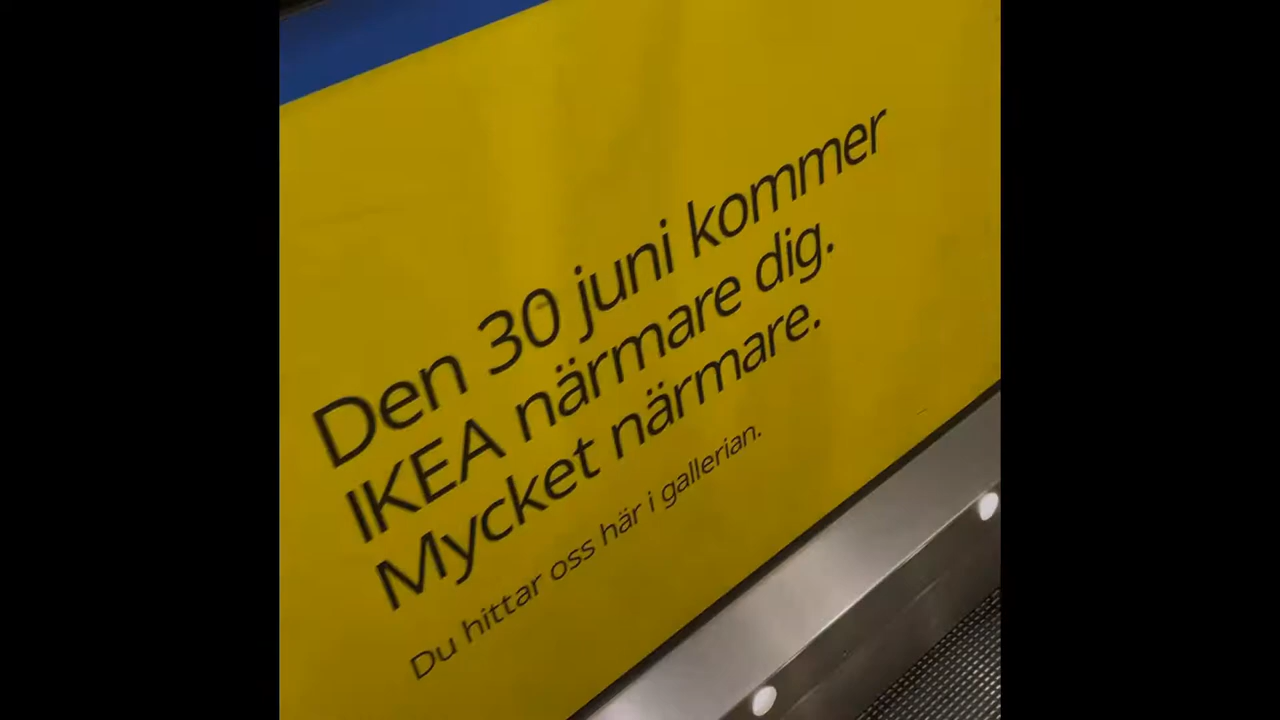 Den 30 juni kommer
IKEA närmare dig.
Mycket närmare.
Du hittar oss här i gallerian.